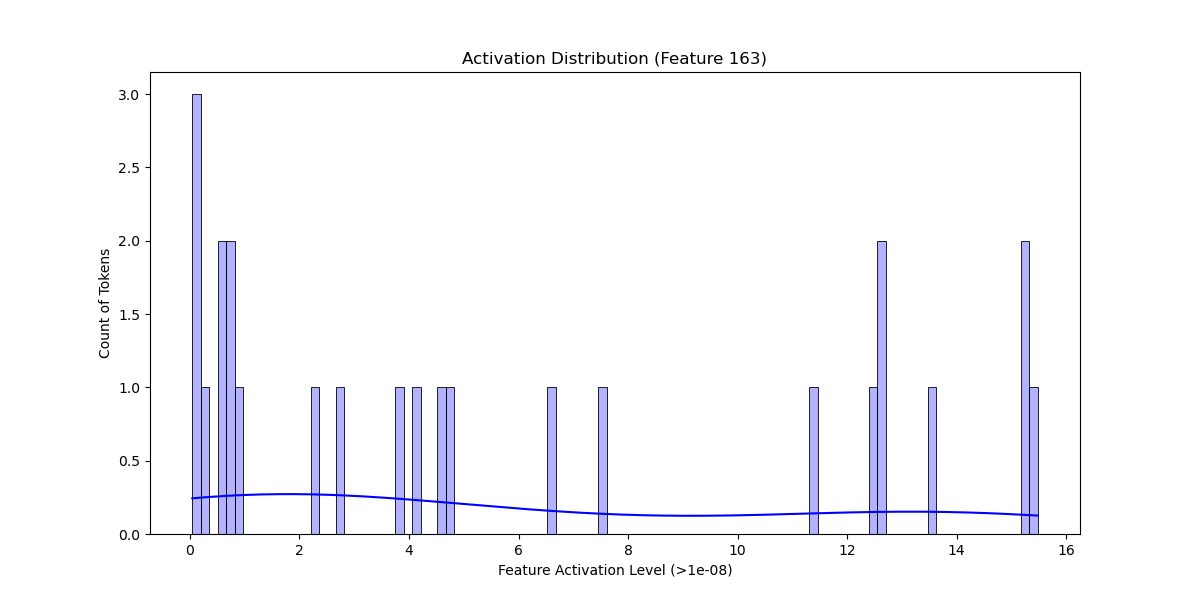 Activation Distribution (Feature 163)
3.0
2.5
2.0
1.5
1.0
0.5
0.0
Count of Tokens
0 2 4 6 8 10 12 14 16
Feature Activation Level (>1e-08)